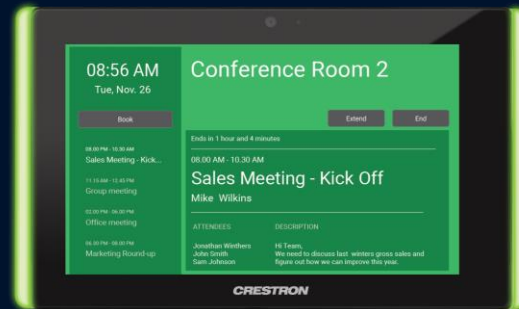 08:56 AM
Tue, Nov. 26
Book
08.00 PM - 10.30 AM
Sales Meeting - Kick...
11.15 AM - 12.45 PM
Group meeting
02.00 PM - 06.00 PM
Office meeting
06.30 PM - 08.00 PM
Marketing Round-up
Conference Room 2
Extend
End
Ends in 1 hour and 4 minutes
08.00 AM - 10.30 AM
Sales Meeting - Kick Off
Mike Wilkins
ATTENDEES
Jonathan Winthers
John Smith
Sam Johnson
DESCRIPTION
Hi Team,
We need to discuss last winters gross sales and
figure out how we can improve this year.
CRESTRON